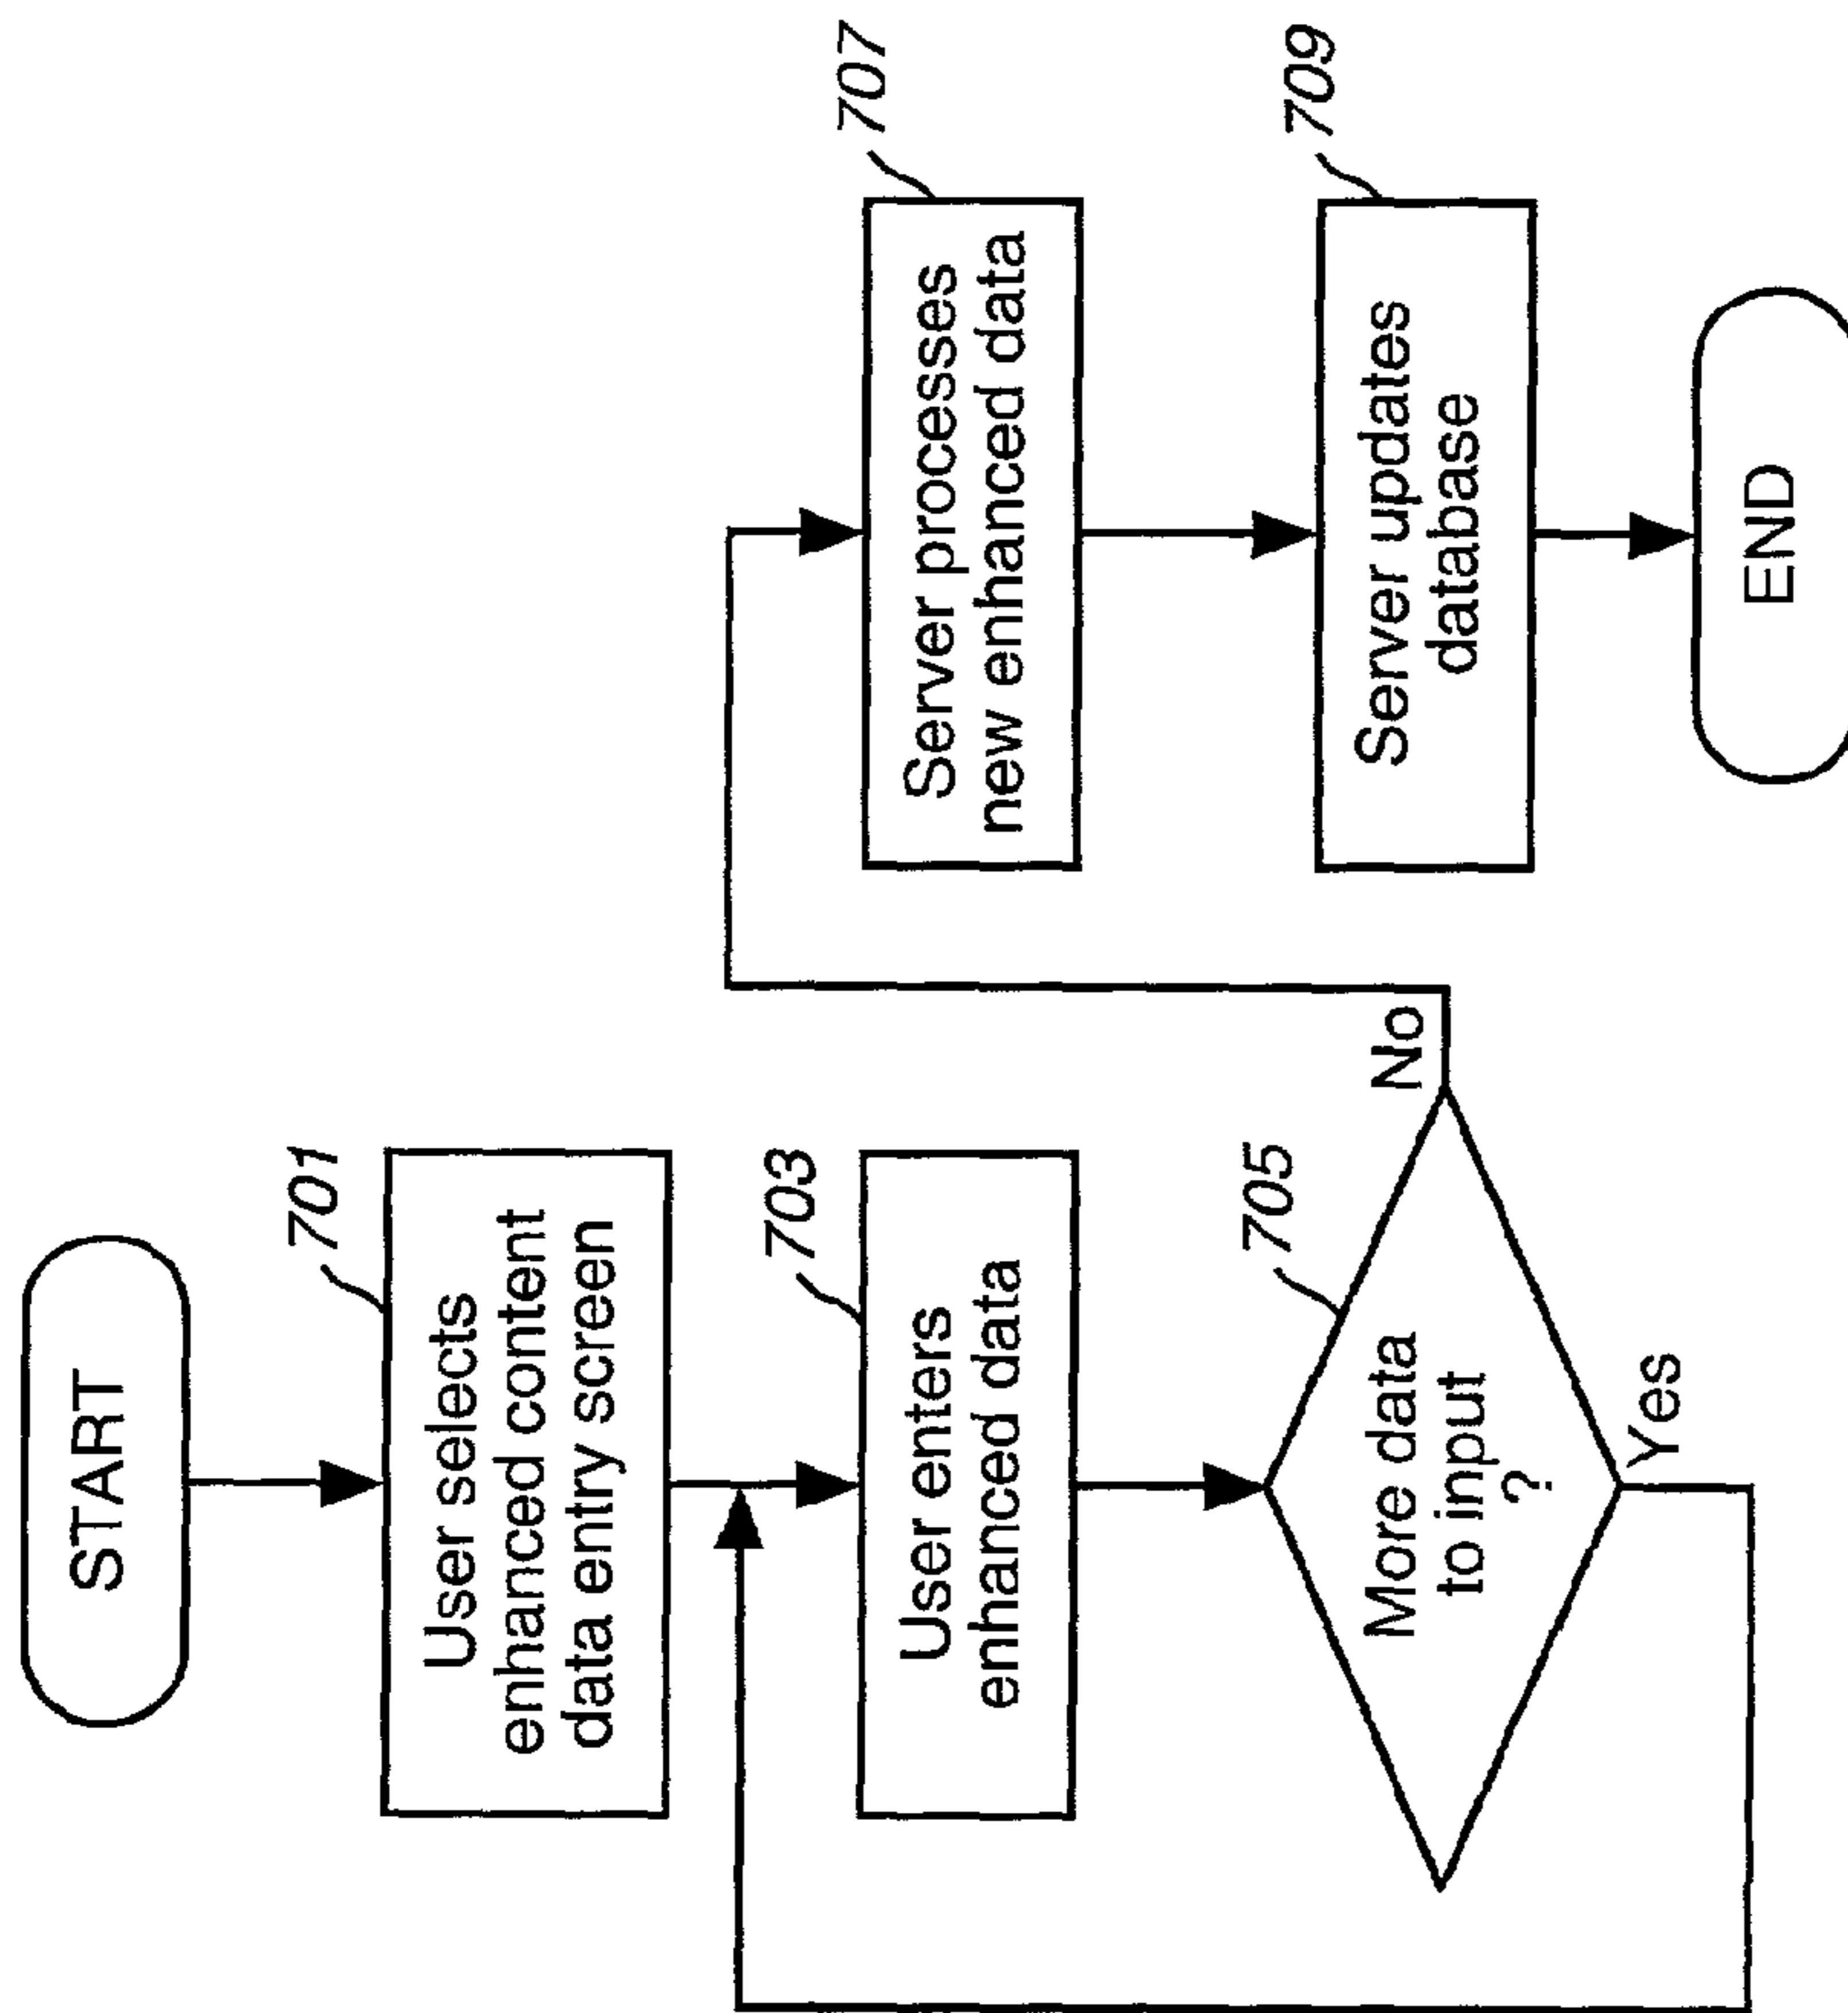 START
701
User selects
enhanced content
data entry screen
703
User enters
enhanced data
705
More data
to input
?
Yes
No
707
Server processes
new enhanced data
709
Server updates
database
END